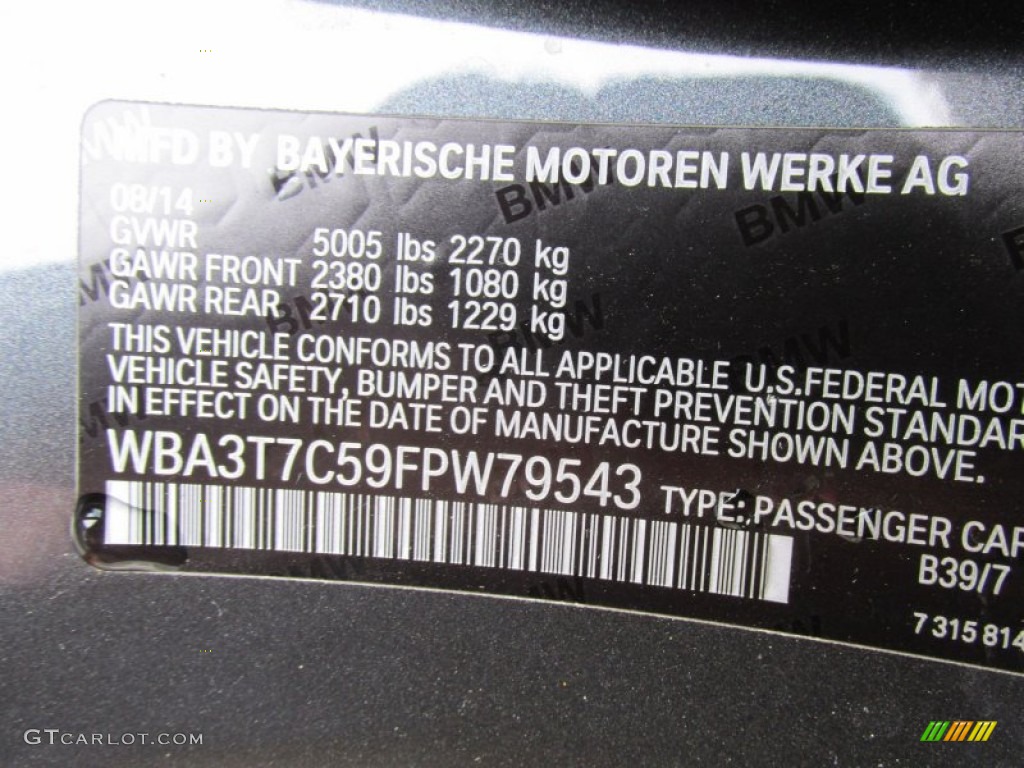 MFD BY BAYERISCHE MOTOREN WERKE AG
08/14
GVWR 5005 lbs 2270 kg
GAWR FRONT 2380 lbs 1080 kg
GAWR REAR 2710 lbs 1229 kg
THIS VEHICLE CONFORMS TO ALL APPLICABLE U.S.FEDERAL MOT
VEHICLE SAFETY, BUMPER AND THEFT PREVENTION STANDAR
IN EFFECT ON THE DATE OF MANUFACTURE SHOWN ABOVE.
WBA3T7C59FPW79543 TYPE: PASSENGER CAR
B39/7
7 315 814
GTCARLOT.COM